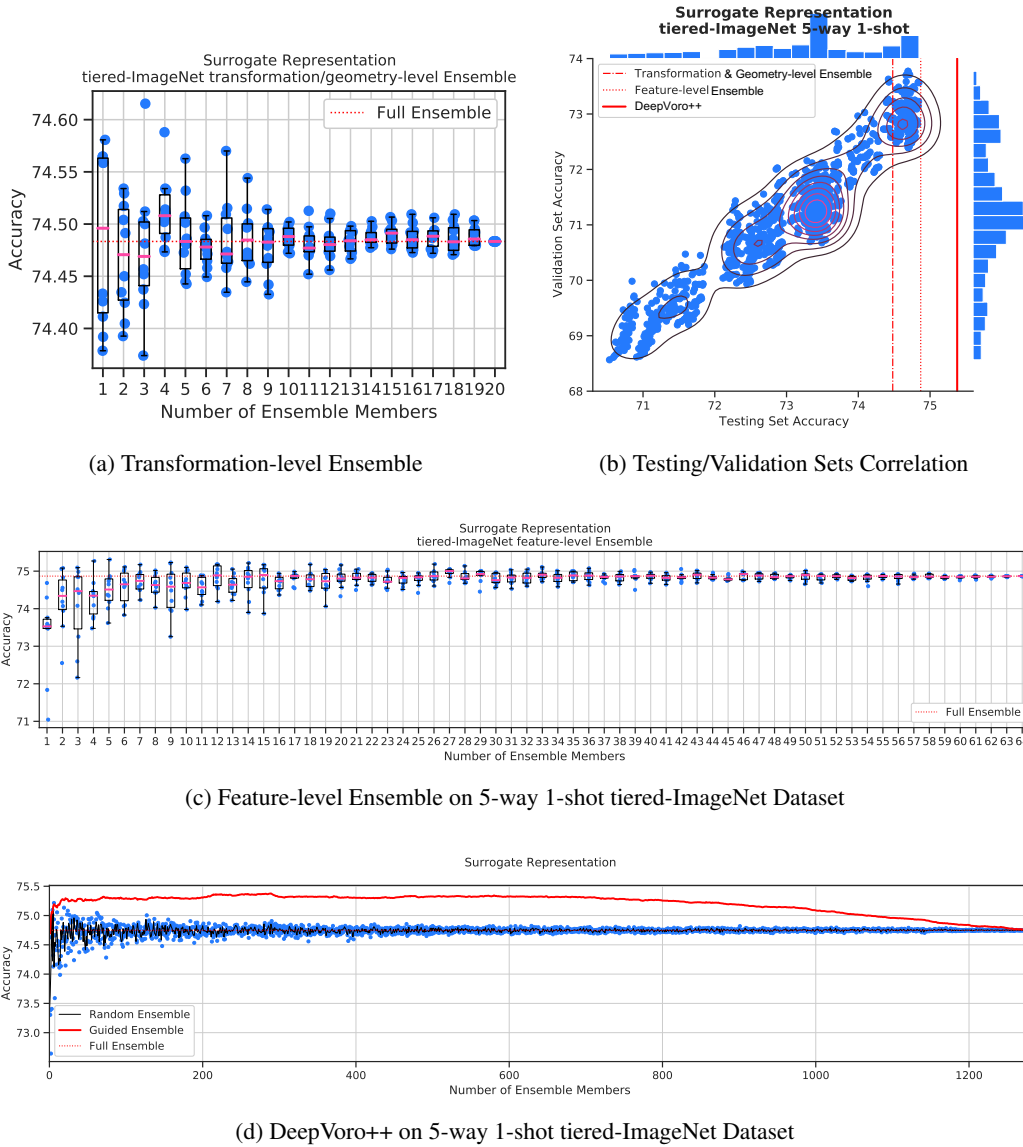 Surrogate Representation
tiered-ImageNet transformation/geometry-level Ensemble
Full Ensemble
74.60
74.55
74.50
74.45
74.40
Accuracy
1 2 3 4 5 6 7 8 9 10 11 12 13 14 15 16 17 18 19 20
Number of Ensemble Members
(a) Transformation-level Ensemble
Surrogate Representation
tiered-ImageNet 5-way 1-shot
Transformation & Geometry-level Ensemble
Feature-level Ensemble
DeepVoro++
74
73
72
71
70
69
68
Validation Set Accuracy
71 72 73 74 75
Testing Set Accuracy
(b) Testing/Validation Sets Correlation
Surrogate Representation
tiered-ImageNet feature-level Ensemble
75
74
73
72
71
Accuracy
Full Ensemble
1 2 3 4 5 6 7 8 9 10 11 12 13 14 15 16 17 18 19 20 21 22 23 24 25 26 27 28 29 30 31 32 33 34 35 36 37 38 39 40 41 42 43 44 45 46 47 48 49 50 51 52 53 54 55 56 57 58 59 60 61 62 63 6
Number of Ensemble Members
(c) Feature-level Ensemble on 5-way 1-shot tiered-ImageNet Dataset
Surrogate Representation
75.5
75.0
74.5
74.0
73.5
73.0
Accuracy
Random Ensemble
Guided Ensemble
Full Ensemble
0 200 400 600 800 1000 1200
Number of Ensemble Members
(d) DeepVoro++ on 5-way 1-shot tiered-ImageNet Dataset